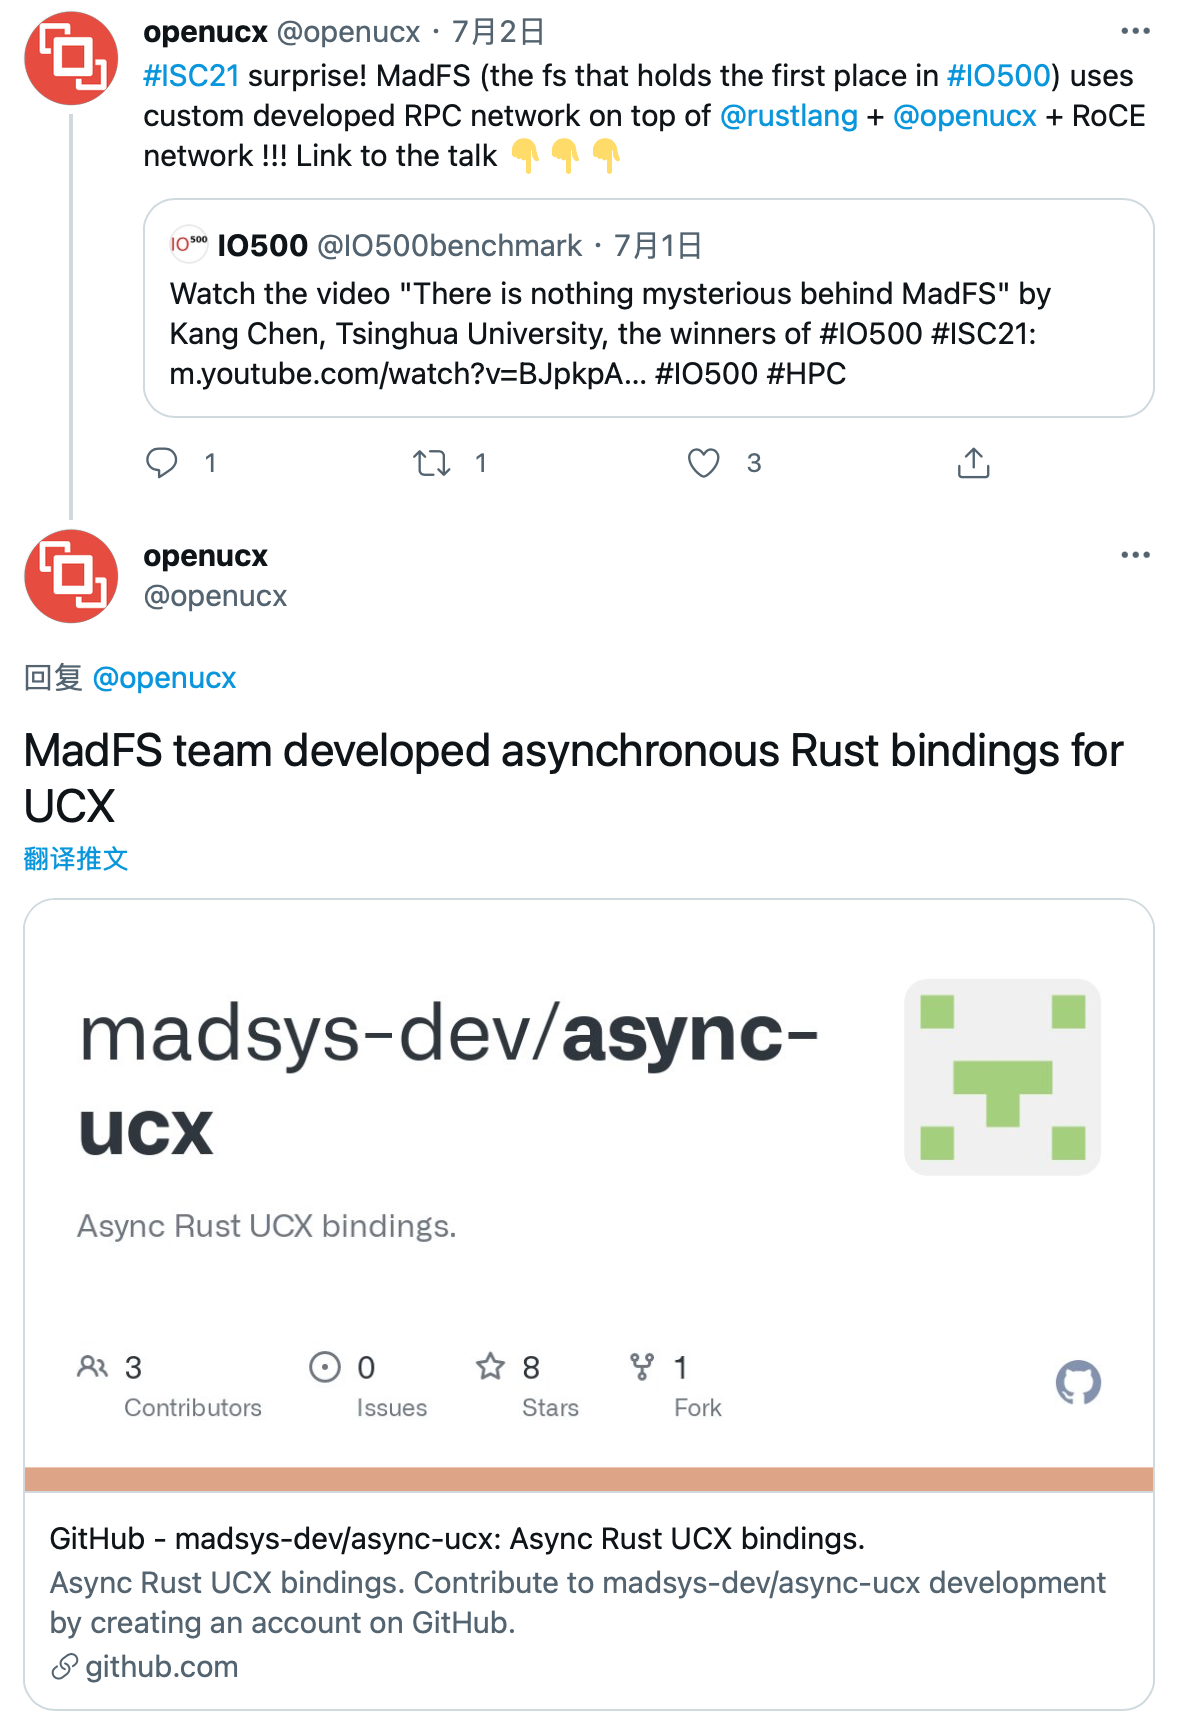 openucx @openucx · 7月2日
#ISC21 surprise! MadFS (the fs that holds the first place in #IO500) uses
custom developed RPC network on top of @rustlang + @openucx + RoCE
network !!! Link to the talk 👇👇👇
IO500 IO500 @IO500benchmark · 7月1日
Watch the video "There is nothing mysterious behind MadFS" by
Kang Chen, Tsinghua University, the winners of #IO500 #ISC21:
m.youtube.com/watch?v=BJpkpA... #IO500 #HPC
1 1 3
openucx
@openucx
回复 @openucx
MadFS team developed asynchronous Rust bindings for
UCX
翻译推文
madsys-dev/async-
ucx
Async Rust UCX bindings.
3 0 8 1
Contributors Issues Stars Fork
GitHub - madsys-dev/async-ucx: Async Rust UCX bindings.
Async Rust UCX bindings. Contribute to madsys-dev/async-ucx development
by creating an account on GitHub.
github.com